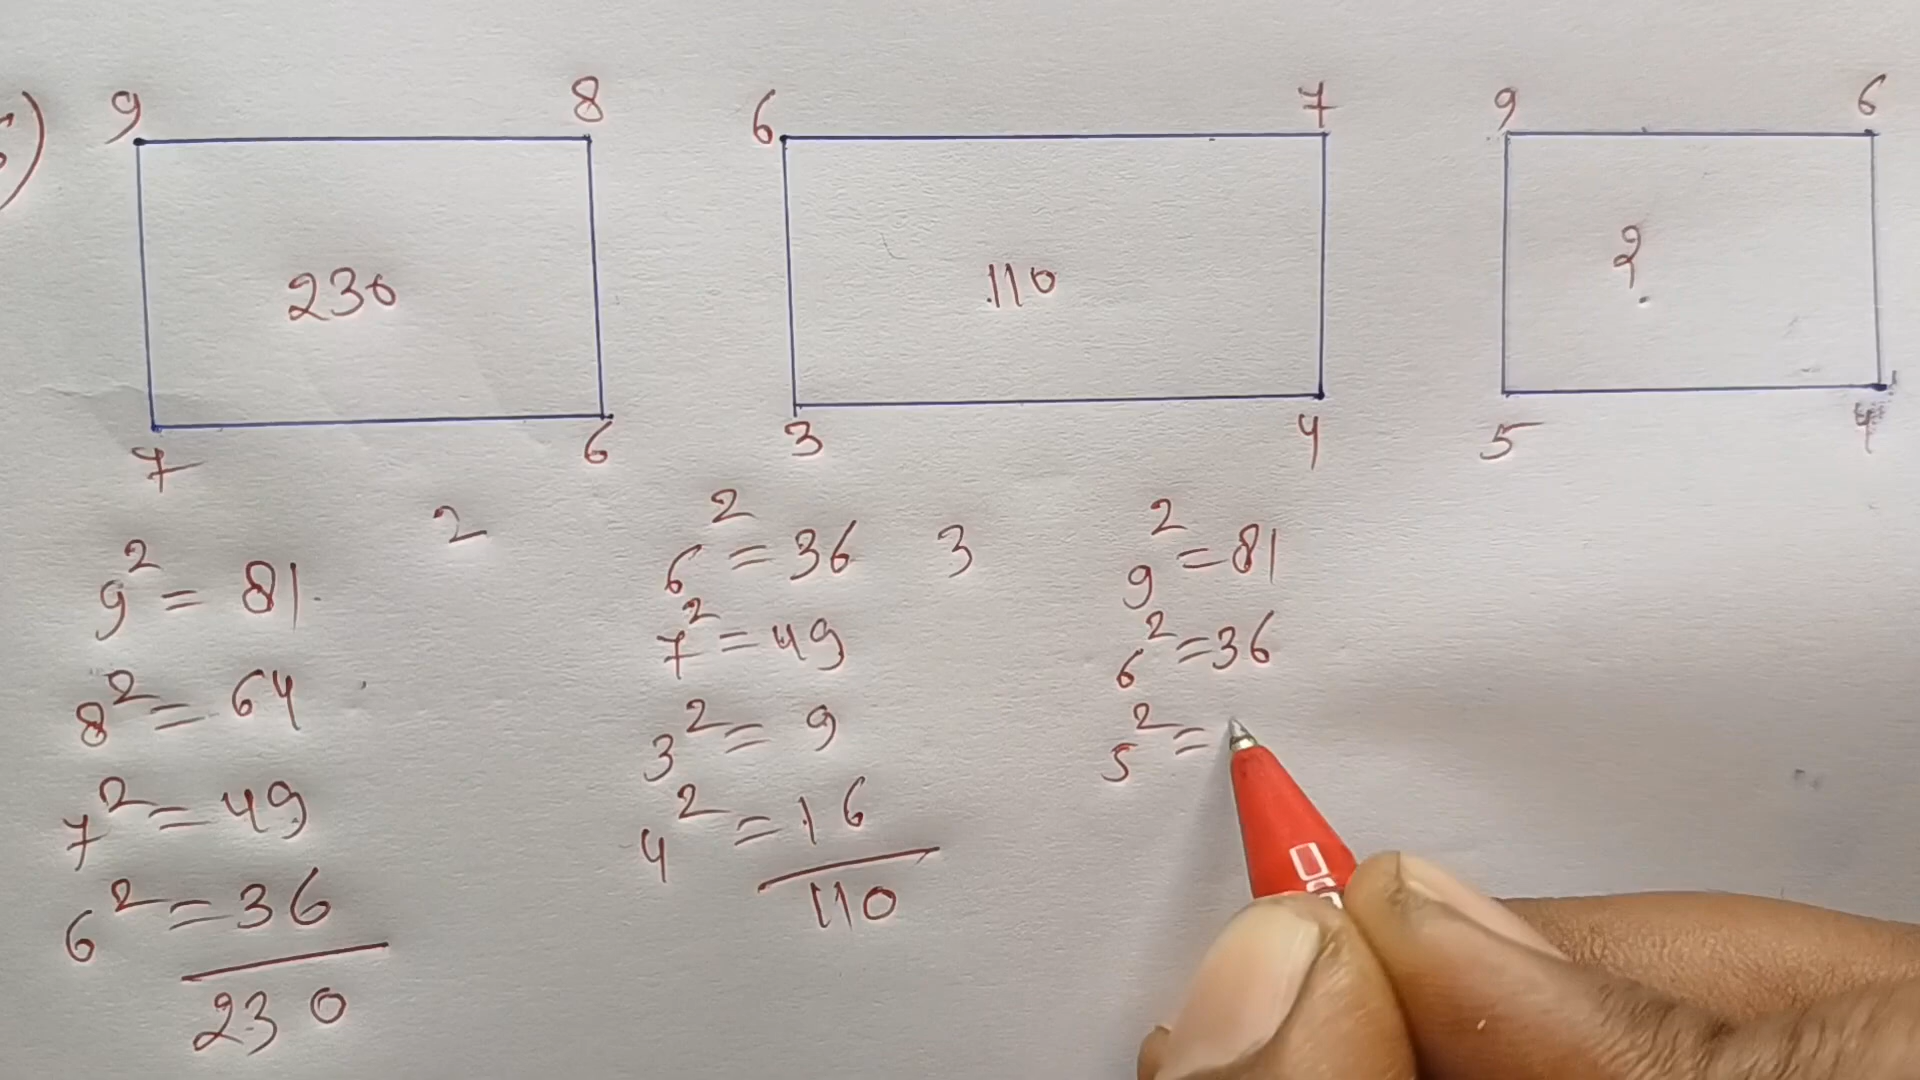 5)
9 8 6 7 9 6
230 110 ?
7 6 3 4 5 4
2 3
9² = 81
8² = 64
7² = 49
6² = 36
230
6² = 36
7² = 49
3² = 9
4² = 16
110
9² = 81
6² = 36
5² =